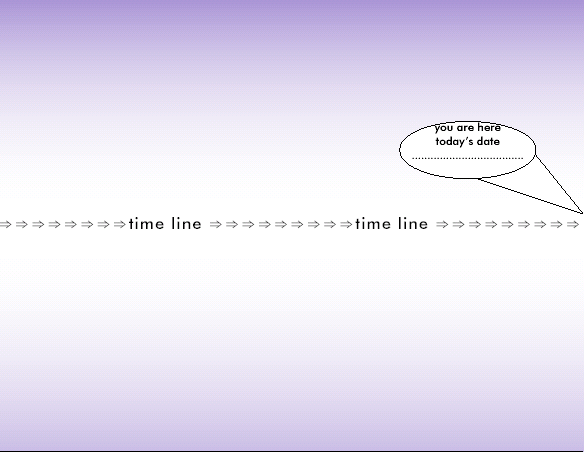 you are here
today's date
................................
⇒⇒⇒⇒⇒⇒⇒⇒time line ⇒⇒⇒⇒⇒⇒⇒⇒⇒time line ⇒⇒⇒⇒⇒⇒⇒⇒⇒